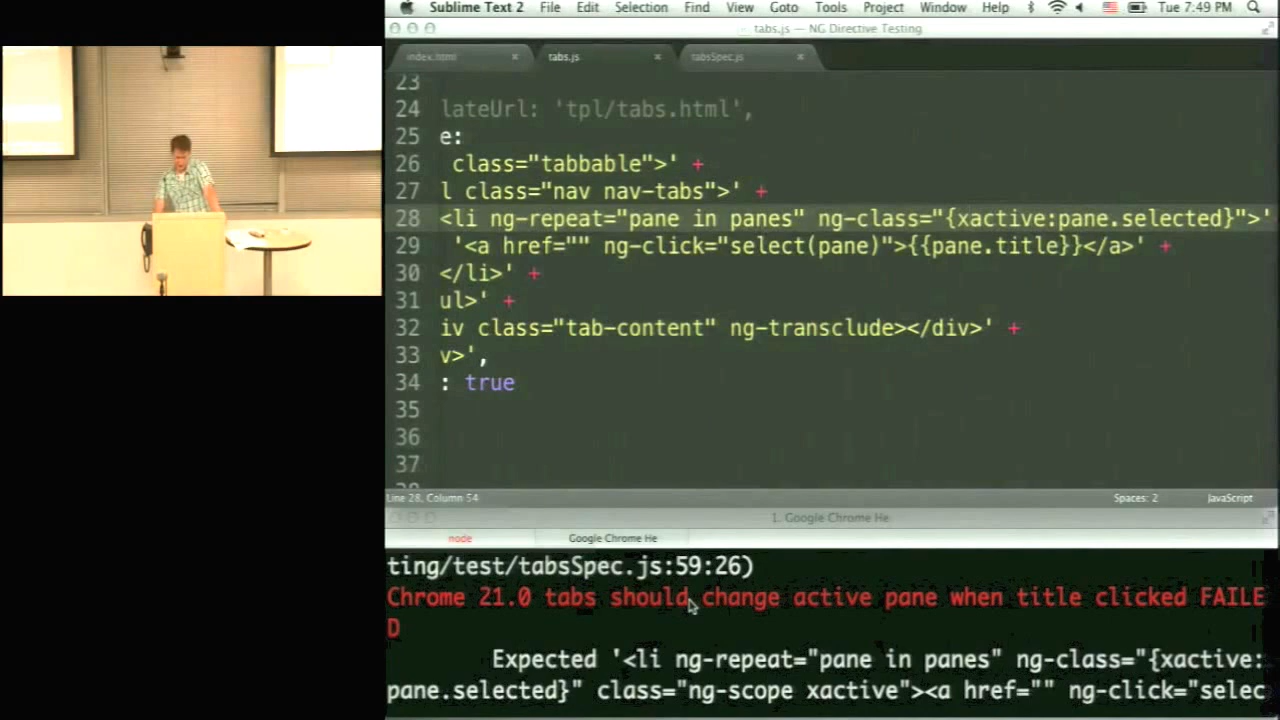 Sublime Text 2 File Edit Selection Find View Goto Tools Project Window Help Tue 7:49 PM
tabs.js — NG Directive Testing
index.html tabs.js tabsSpec.js
23
24 lateUrl: 'tpl/tabs.html',
25 e:
26 class="tabbable">' +
27 l class="nav nav-tabs">' +
28 <li ng-repeat="pane in panes" ng-class="{xactive:pane.selected}">'
29 '<a href="" ng-click="select(pane)">{{pane.title}}</a>' +
30 </li>' +
31 ul>' +
32 iv class="tab-content" ng-transclude></div>' +
33 v>',
34 : true
35
36
37
Line 28, Column 54 Spaces: 2 JavaScript
1. Google Chrome He
node Google Chrome He
ting/test/tabsSpec.js:59:26)
Chrome 21.0 tabs should change active pane when title clicked FAILE
D
Expected '<li ng-repeat="pane in panes" ng-class="{xactive:
pane.selected}" class="ng-scope xactive"><a href="" ng-click="selec